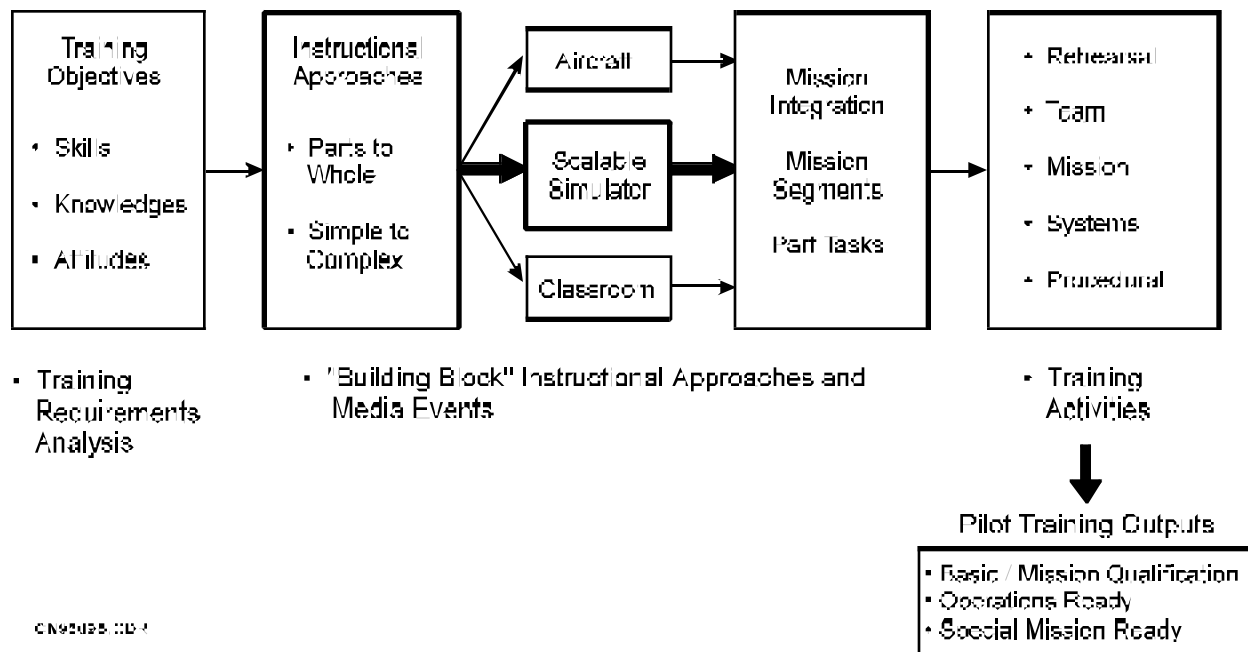 Training
Objectives
• Skills
• Knowledges
• Attitudes
Instructional
Approaches
• Parts to
Whole
• Simple to
Complex
Aircraft
Scalable
Simulator
Classroom
Mission
Integration
Mission
Segments
Part Tasks
• Rehearsal
• Team
• Mission
• Systems
• Procedural
• Training
Requirements
Analysis
• "Building Block" Instructional Approaches and
Media Events
• Training
Activities
Pilot Training Outputs
• Basic / Mission Qualification
• Operations Ready
• Special Mission Ready